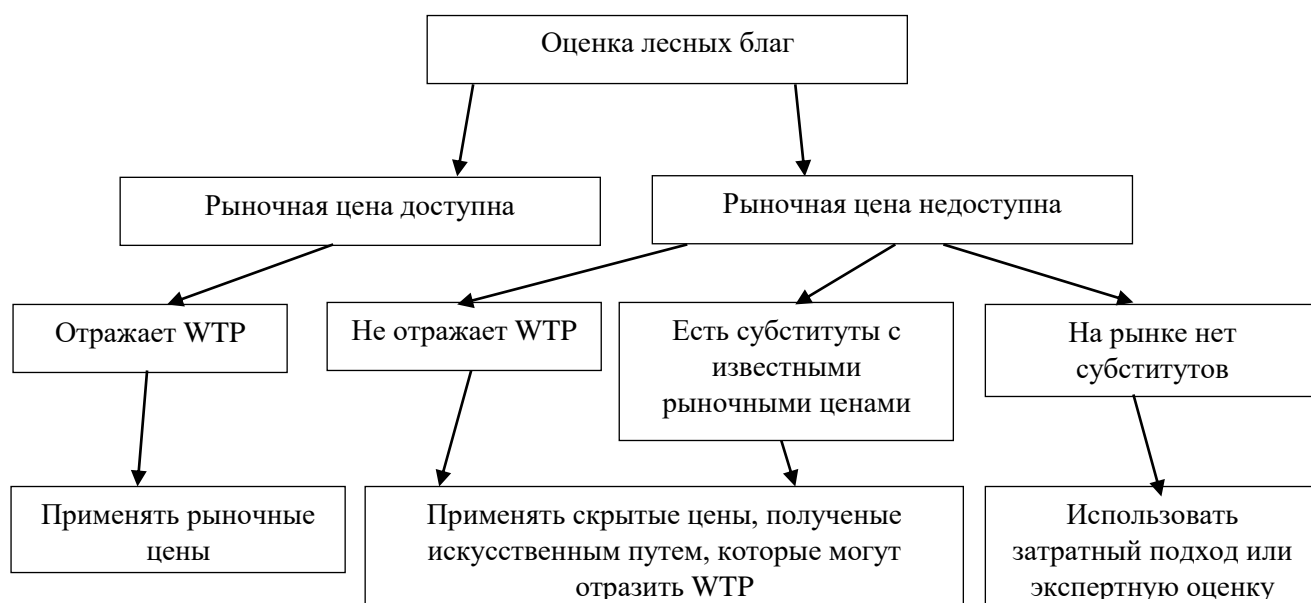 Оценка лесных благ
Рыночная цена доступна
Рыночная цена недоступна
Отражает WTP
Не отражает WTP
Есть субституты с
известными
рыночными ценами
На рынке нет
субститутов
Применять рыночные
цены
Применять скрытые цены, полученые
искусственным путем, которые могут
отразить WTP
Использовать
затратный подход или
экспертную оценку